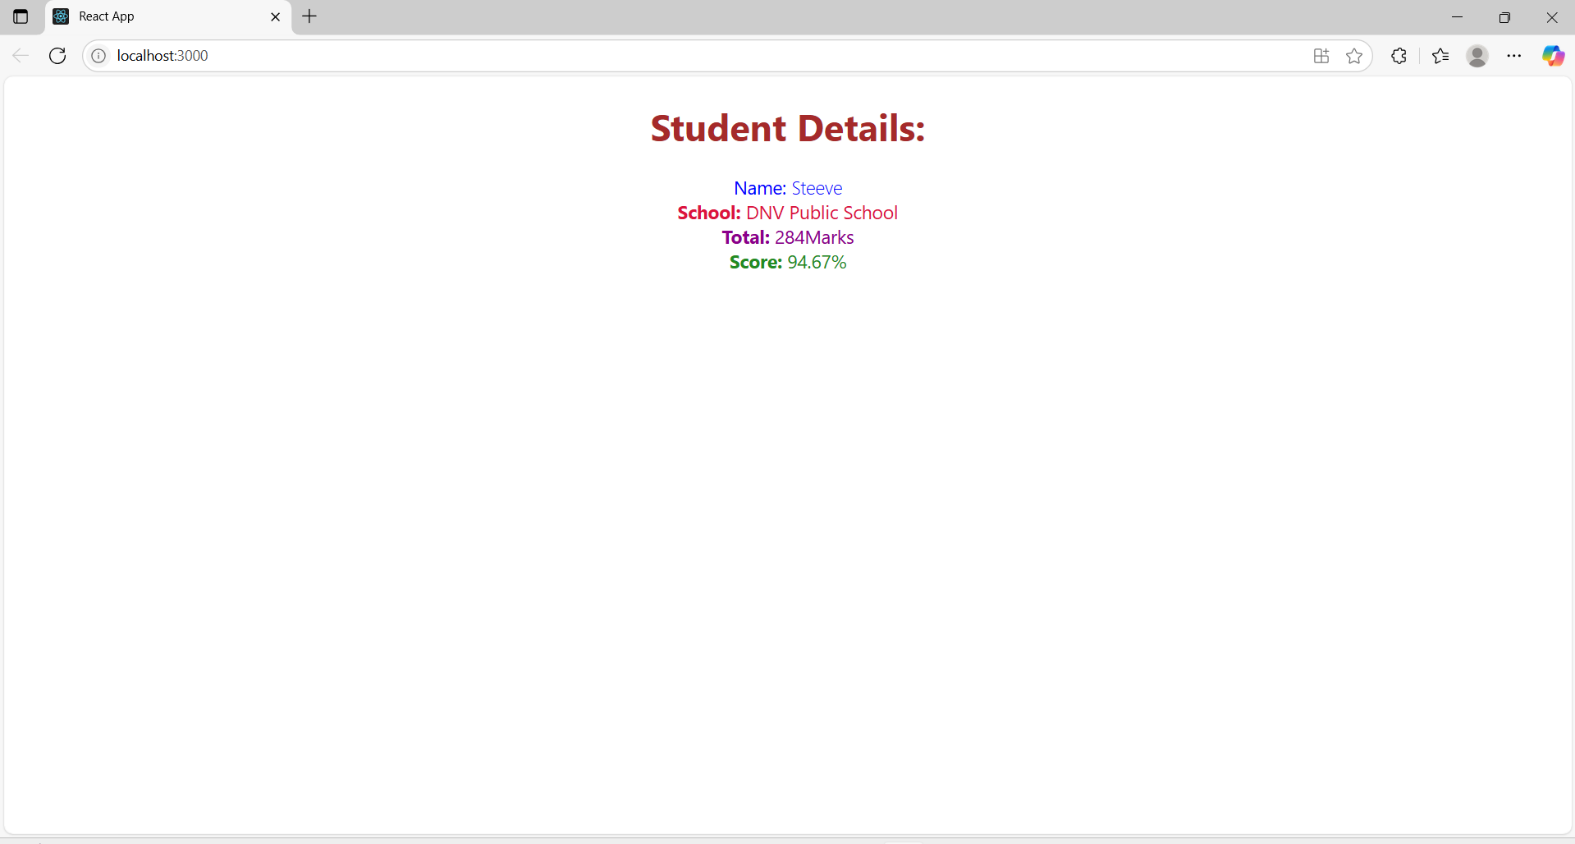 React App
localhost:3000
Student Details:
Name: Steeve
School: DNV Public School
Total: 284Marks
Score: 94.67%